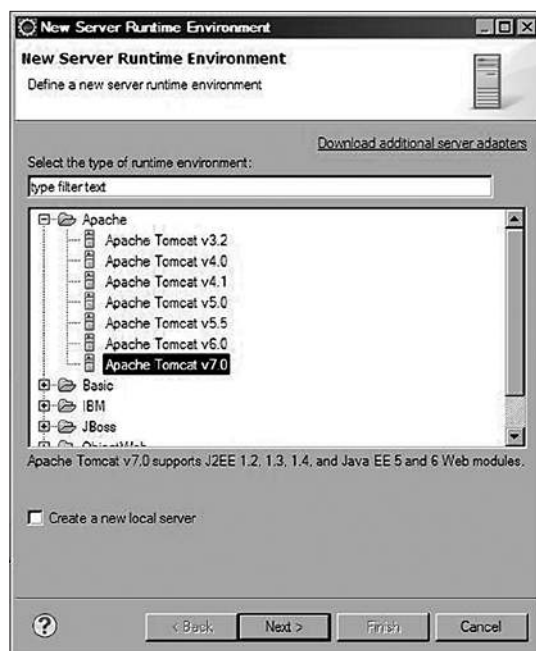 New Server Runtime Environment
New Server Runtime Environment
Define a new server runtime environment
Download additional server adapters
Select the type of runtime environment:
type filter text
Apache
Apache Tomcat v3.2
Apache Tomcat v4.0
Apache Tomcat v4.1
Apache Tomcat v5.0
Apache Tomcat v5.5
Apache Tomcat v6.0
Apache Tomcat v7.0
Basic
IBM
JBoss
ObjectWeb
Apache Tomcat v7.0 supports J2EE 1.2, 1.3, 1.4, and Java EE 5 and 6 Web modules.
Create a new local server
?
< Back
Next >
Finish
Cancel